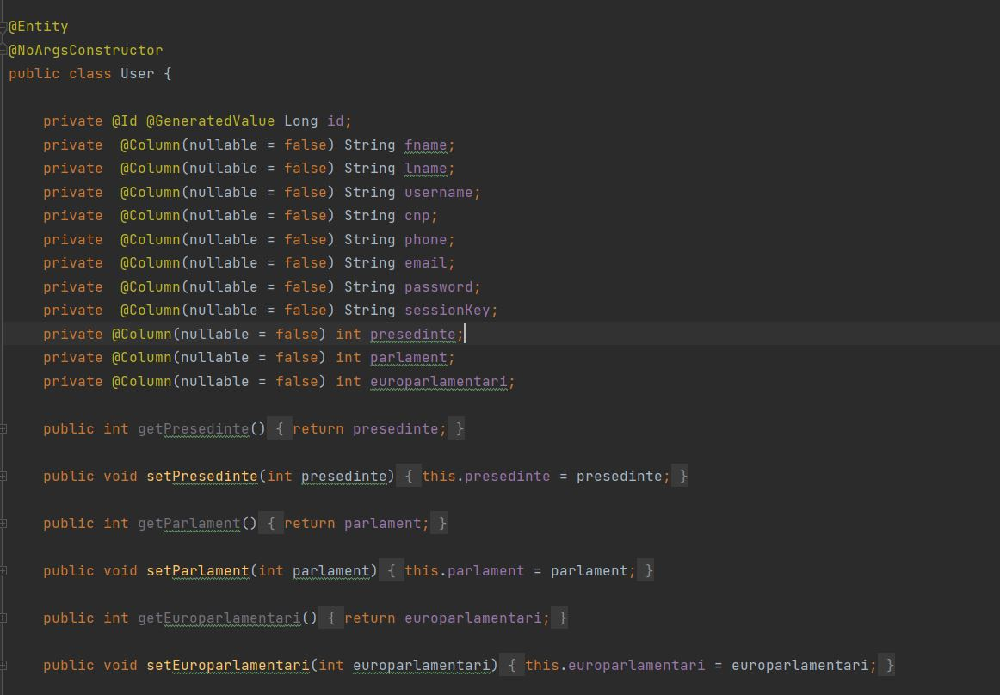 @Entity
@NoArgsConstructor
public class User {
private @Id @GeneratedValue Long id;
private  @Column(nullable = false) String fname;
private  @Column(nullable = false) String lname;
private  @Column(nullable = false) String username;
private  @Column(nullable = false) String cnp;
private  @Column(nullable = false) String phone;
private  @Column(nullable = false) String email;
private  @Column(nullable = false) String password;
private  @Column(nullable = false) String sessionKey;
private @Column(nullable = false) int presedinte;
private @Column(nullable = false) int parlament;
private @Column(nullable = false) int europarlamentari;
public int getPresedinte() { return presedinte; }
public void setPresedinte(int presedinte) { this.presedinte = presedinte; }
public int getParlament() { return parlament; }
public void setParlament(int parlament) { this.parlament = parlament; }
public int getEuroparlamentari() { return europarlamentari; }
public void setEuroparlamentari(int europarlamentari) { this.europarlamentari = europarlamentari; }